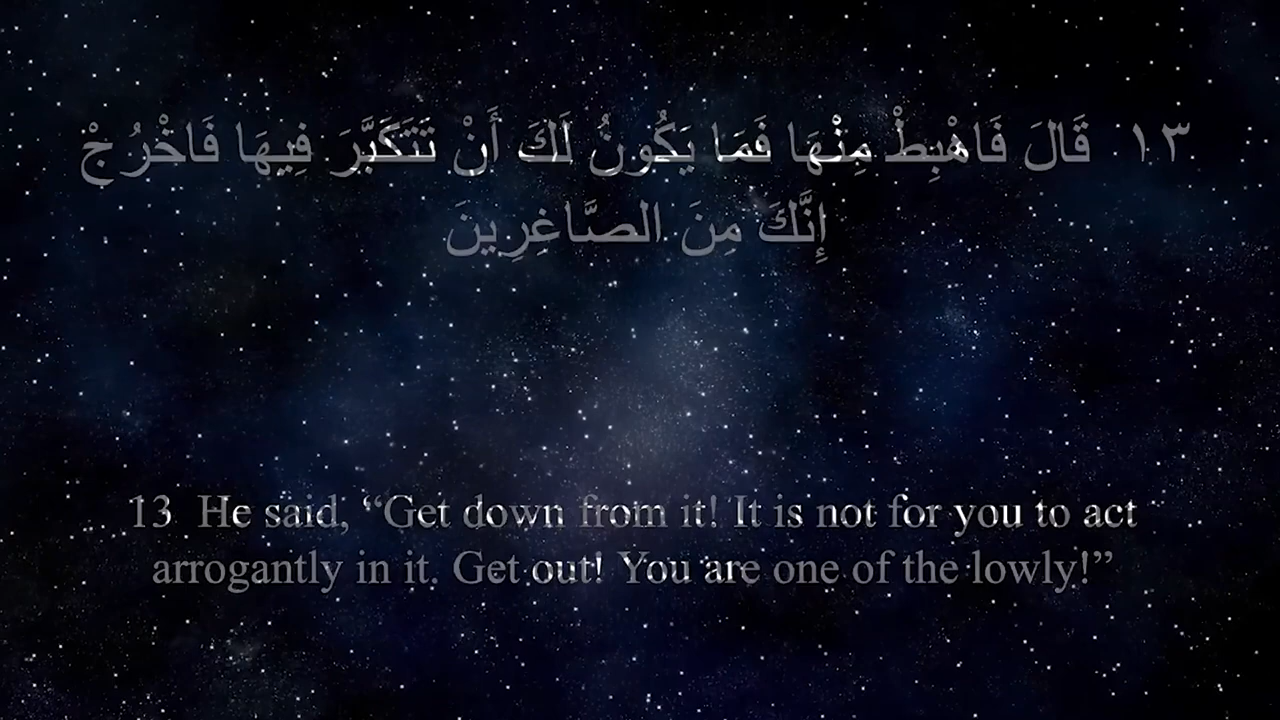 ١٣ قَالَ فَاهْبِطْ مِنْهَا فَمَا يَكُونُ لَكَ أَنْ تَتَكَبَّرَ فِيهَا فَاخْرُجْ
إِنَّكَ مِنَ الصَّاغِرِينَ
13 He said, “Get down from it! It is not for you to act
arrogantly in it. Get out! You are one of the lowly!”